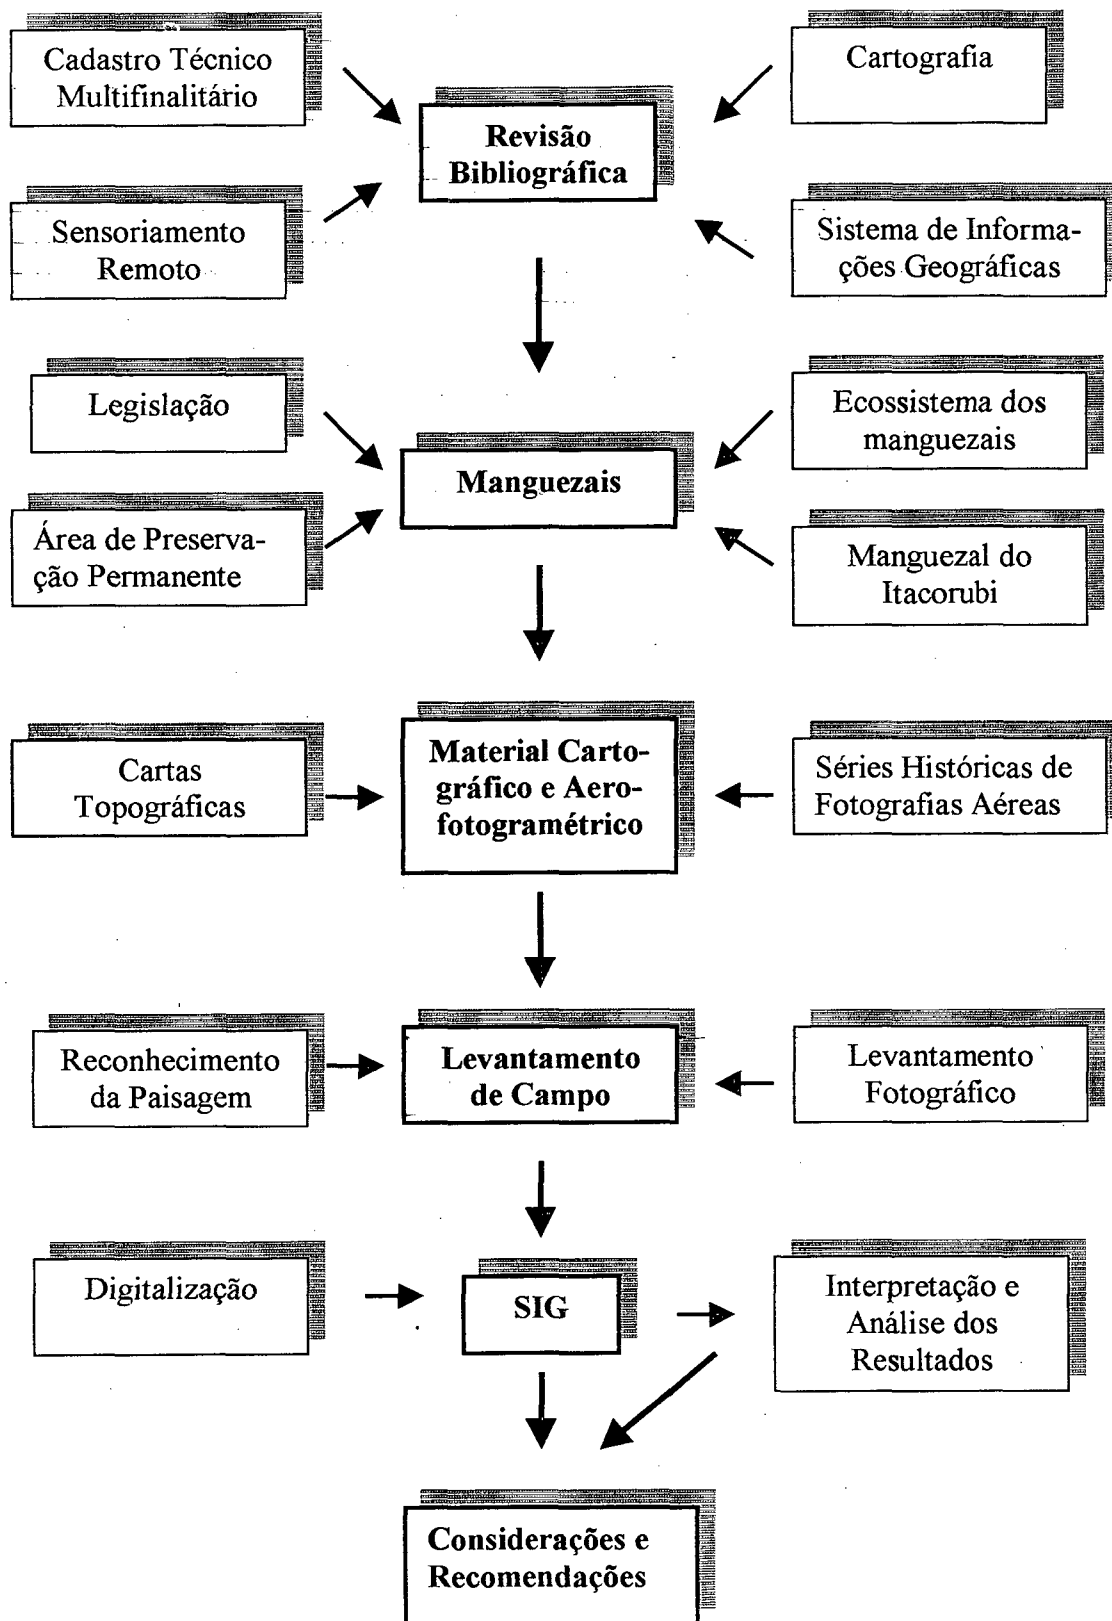 Cadastro Técnico
Multifinalitário
Cartografia
Revisão
Bibliográfica
Sensoriamento
Remoto
Sistema de Informa-
ções Geográficas
Legislação
Ecossistema dos
manguezais
Manguezais
Área de Preserva-
ção Permanente
Manguezal do
Itacorubi
Cartas
Topográficas
Material Carto-
gráfico e Aero-
fotogramétrico
Séries Históricas de
Fotografias Aéreas
Reconhecimento
da Paisagem
Levantamento
de Campo
Levantamento
Fotográfico
Digitalização
SIG
Interpretação e
Análise dos
Resultados
Considerações e
Recomendações